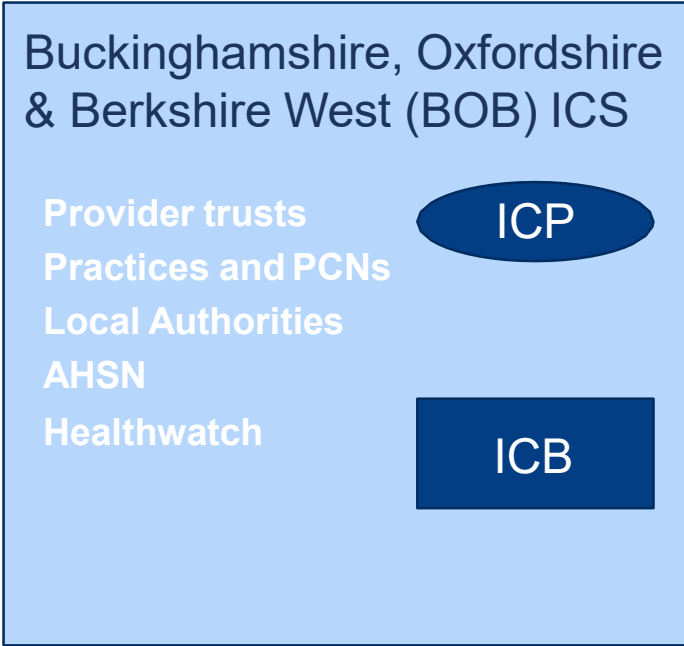 Buckinghamshire, Oxfordshire
& Berkshire West (BOB) ICS
Provider trusts
Practices and PCNs
Local Authorities
AHSN
Healthwatch
ICP
ICB